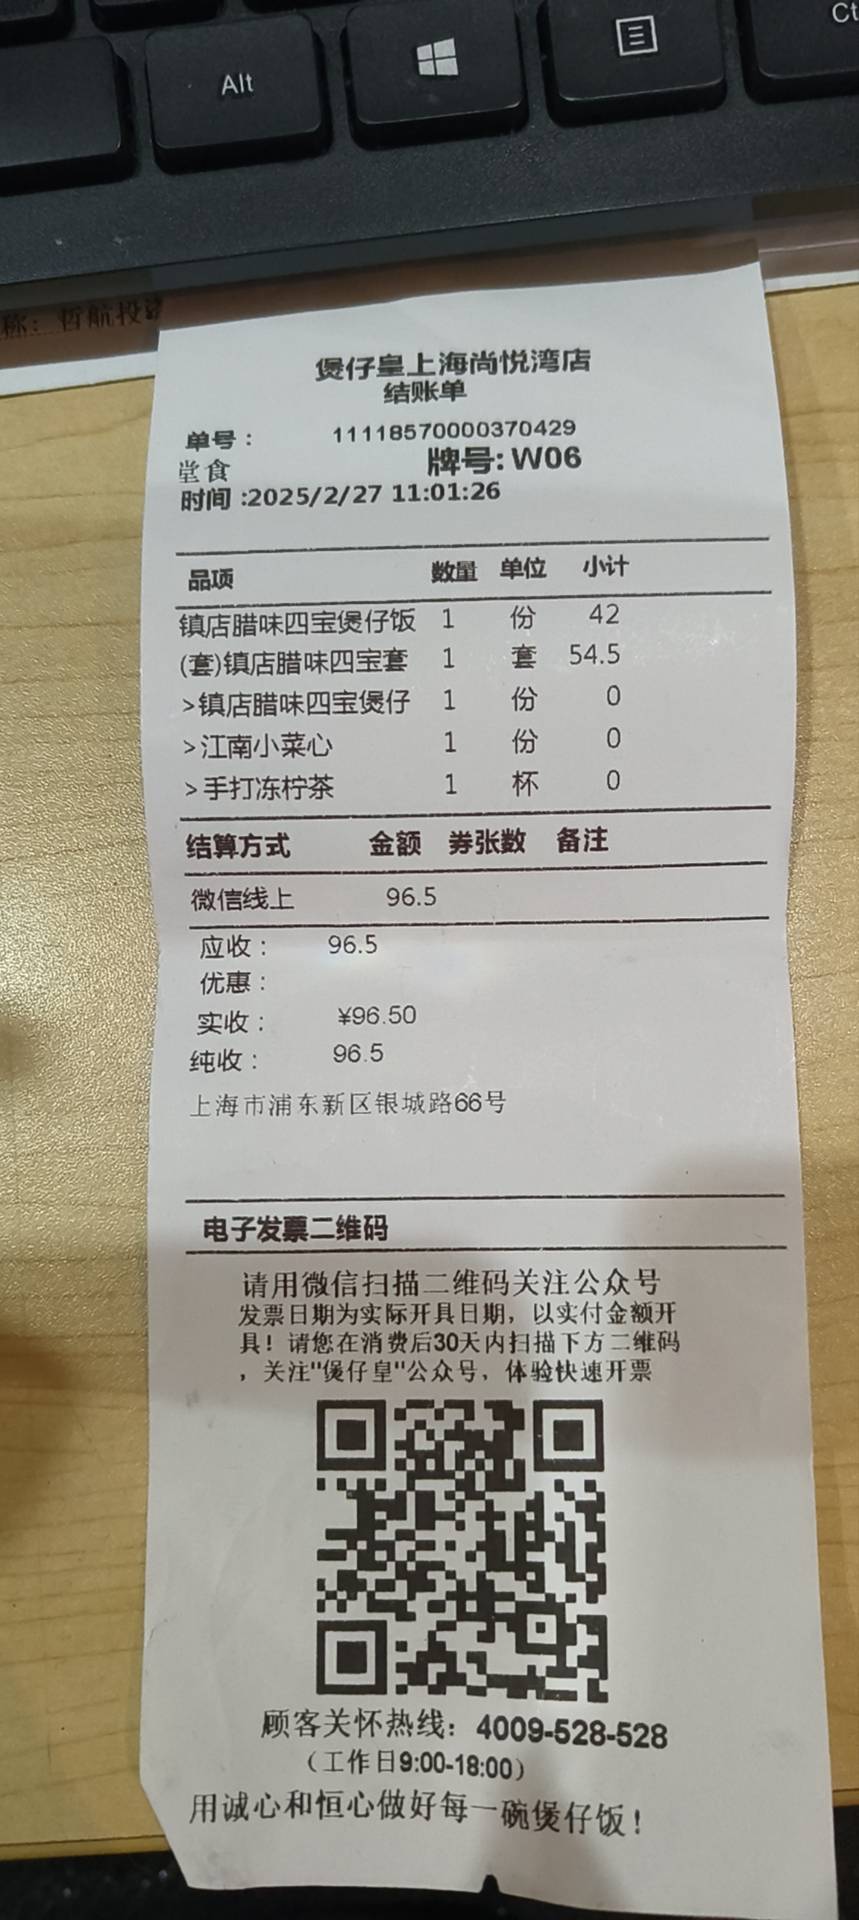 Alt
Ct
称：哲航投资
煲仔皇上海尚悦湾店
结账单
单号： 11118570000370429
堂食 牌号: W06
时间 :2025/2/27 11:01:26
品项 数量 单位 小计
镇店腊味四宝煲仔饭 1 份 42
(套)镇店腊味四宝套 1 套 54.5
>镇店腊味四宝煲仔 1 份 0
>江南小菜心 1 份 0
>手打冻柠茶 1 杯 0
结算方式 金额 券张数 备注
微信线上 96.5
应收： 96.5
优惠：
实收： ¥96.50
纯收： 96.5
上海市浦东新区银城路66号
电子发票二维码
请用微信扫描二维码关注公众号
发票日期为实际开具日期，以实付金额开
具！请您在消费后30天内扫描下方二维码
，关注"煲仔皇"公众号，体验快速开票
顾客关怀热线：4009-528-528
（工作日9:00-18:00）
用诚心和恒心做好每一碗煲仔饭！